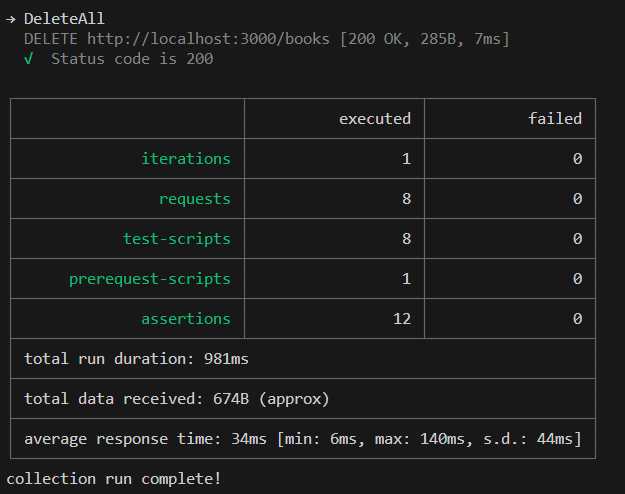 → DeleteAll
DELETE http://localhost:3000/books [200 OK, 285B, 7ms]
√ Status code is 200
executed failed
iterations 1 0
requests 8 0
test-scripts 8 0
prerequest-scripts 1 0
assertions 12 0
total run duration: 981ms
total data received: 674B (approx)
average response time: 34ms [min: 6ms, max: 140ms, s.d.: 44ms]
collection run complete!